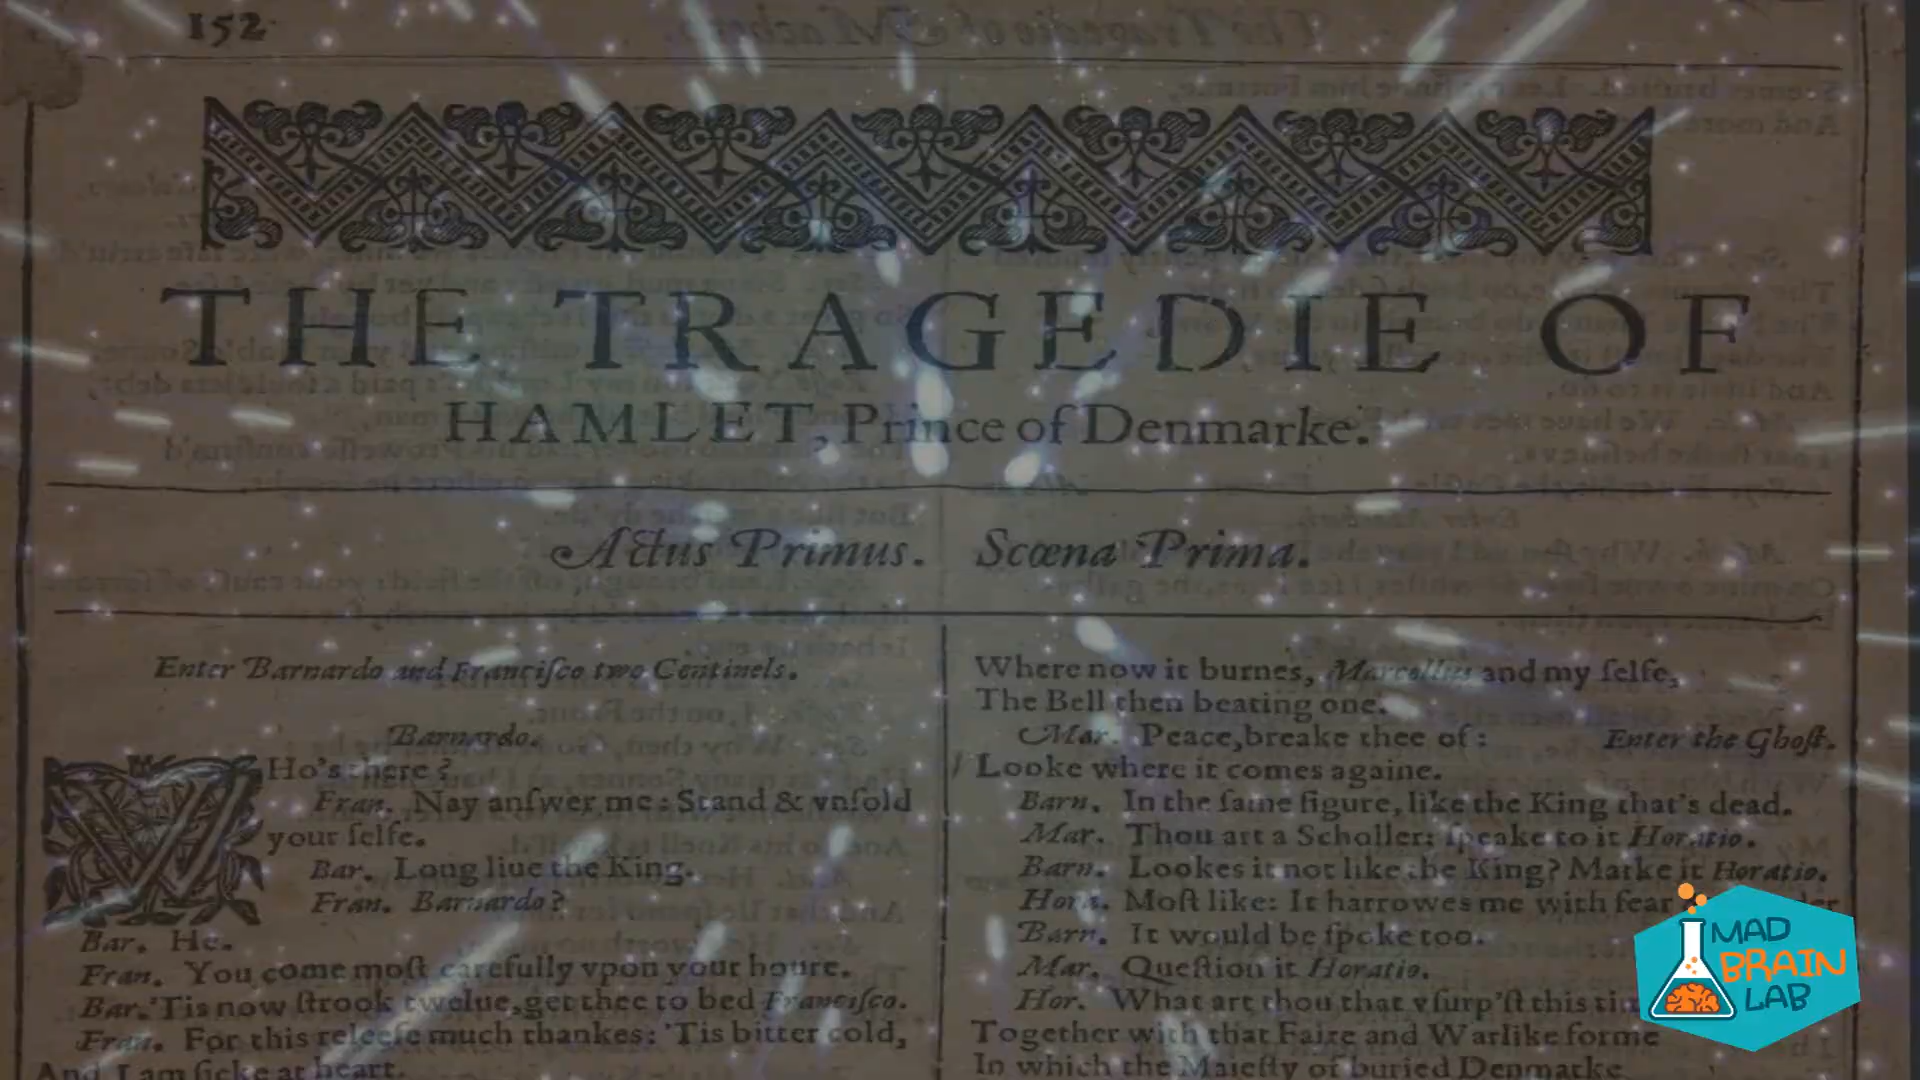 152
THE TRAGEDIE OF
HAMLET, Prince of Denmarke.
Actus Primus. Scœna Prima.
Enter Barnardo and Franciſco two Centinels.
Barnardo.
WHo's there?
Fran. Nay anſwer me: Stand & vnfold
your ſelfe.
Bar. Long liue the King.
Fran. Barnardo?
Bar. He.
Fran. You come moſt carefully vpon your houre.
Bar. 'Tis now ſtrook twelue, get thee to bed Franciſco.
Fran. For this releeſe much thankes: 'Tis bitter cold,
And I am ſicke at heart.
Where now it burnes, Marcellus and my ſelfe,
The Bell then beating one.
Mar. Peace, breake thee of: Enter the Ghoſt.
Looke where it comes againe.
Barn. In the ſame figure, like the King that's dead.
Mar. Thou art a Scholler: ſpeake to it Horatio.
Barn. Lookes it not like the King? Marke it Horatio.
Hora. Moſt like: It harrowes me with fear
Barn. It would be ſpoke too.
Mar. Queſtion it Horatio.
Hor. What art thou that vſurp'ſt this
Together with that Faire and Warlike forme
In which the Maieſty of buried Denmarke
MAD
BRAIN
LAB